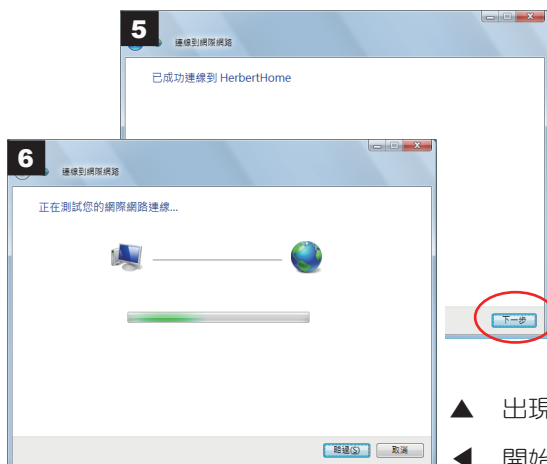 5
連線到網際網路
已成功連線到 HerbertHome
6
連線到網際網路
正在測試您的網際網路連線...
下一步
略過(S) 取消
▲ 出現
◀ 開始